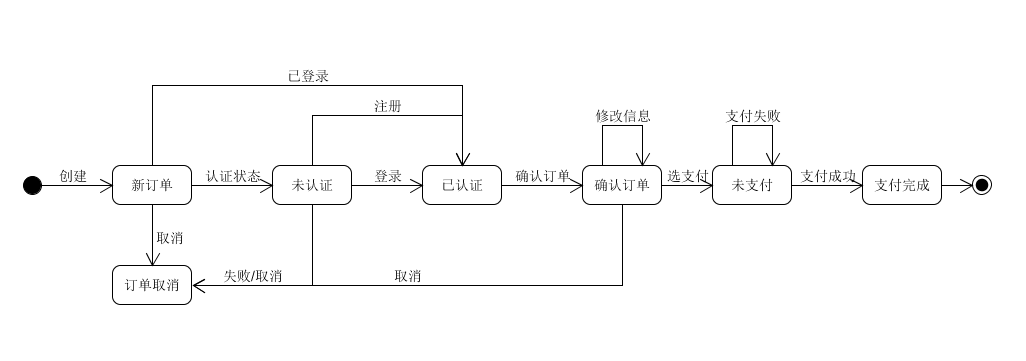 已登录
注册
修改信息
支付失败
创建
新订单
认证状态
未认证
登录
已认证
确认订单
确认订单
选支付
未支付
支付成功
支付完成
取消
订单取消
失败/取消
取消